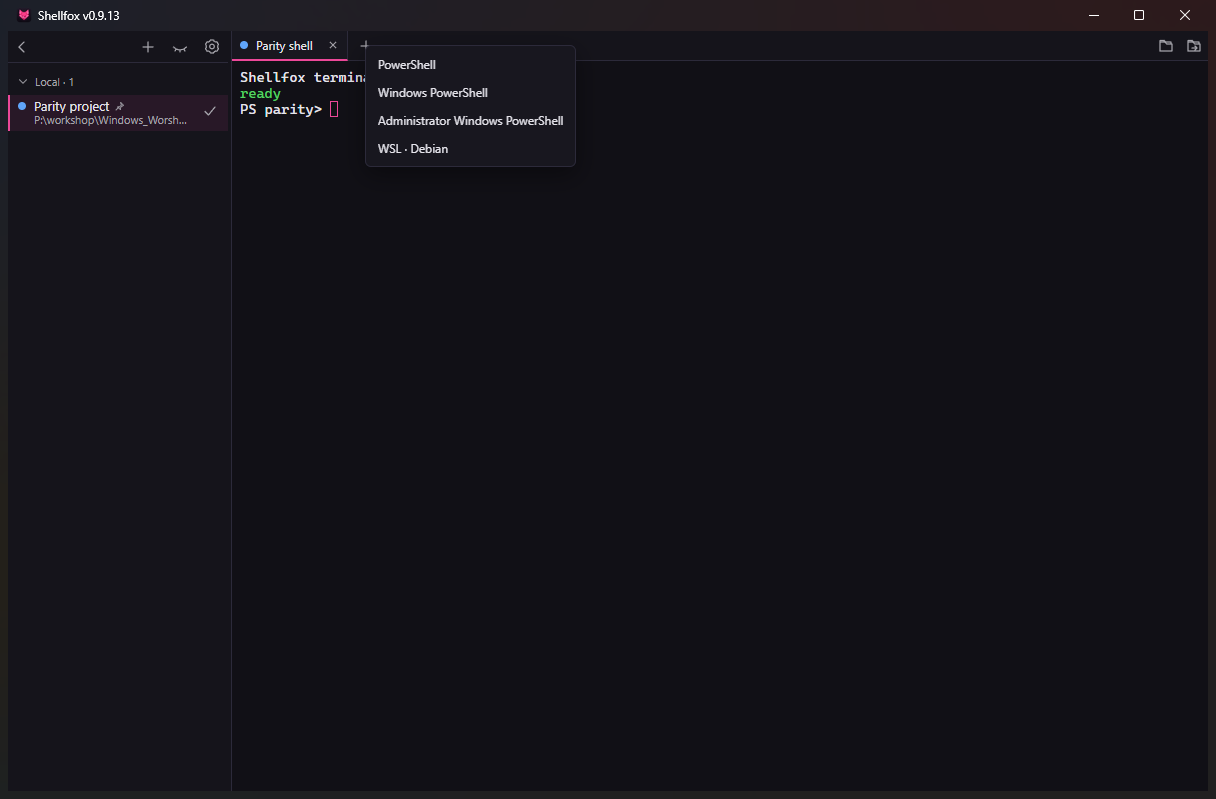 Shellfox v0.9.13
Local · 1
Parity project
P:\workshop\Windows_Worsh...
Parity shell
Shellfox termina
ready
PS parity>
PowerShell
Windows PowerShell
Administrator Windows PowerShell
WSL · Debian